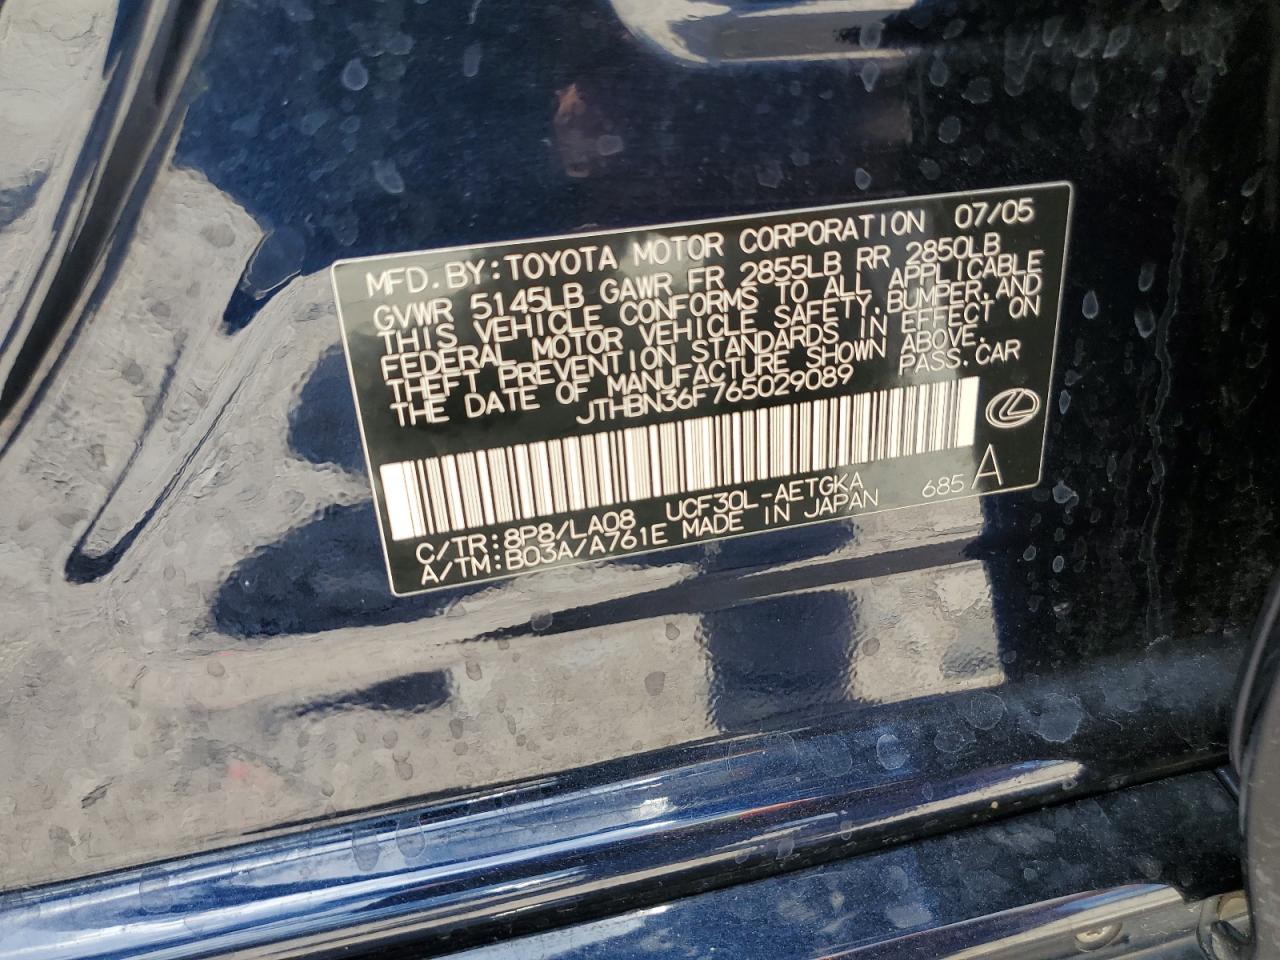 MFD.BY:TOYOTA MOTOR CORPORATION 07/05
GVWR 5145LB GAWR FR 2855LB RR 2850LB
THIS VEHICLE CONFORMS TO ALL APPLICABLE
FEDERAL MOTOR VEHICLE SAFETY,BUMPER,AND
THEFT PREVENTION STANDARDS IN EFFECT ON
THE DATE OF MANUFACTURE SHOWN ABOVE.
JTHBN36F765029089 PASS.CAR
C/TR:8P8/LA08 UCF30L-AETGKA 685 A
A/TM:B03A/A761E MADE IN JAPAN